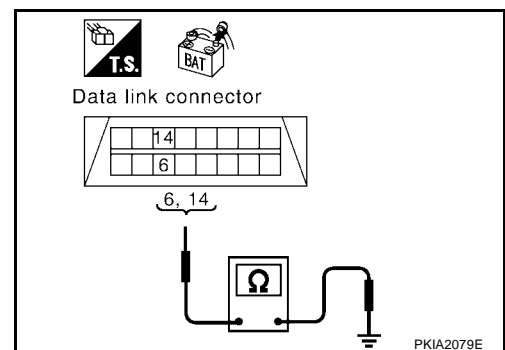 T.S.
BAT
Data link connector
14
6
6, 14
Ω
PKIA2079E